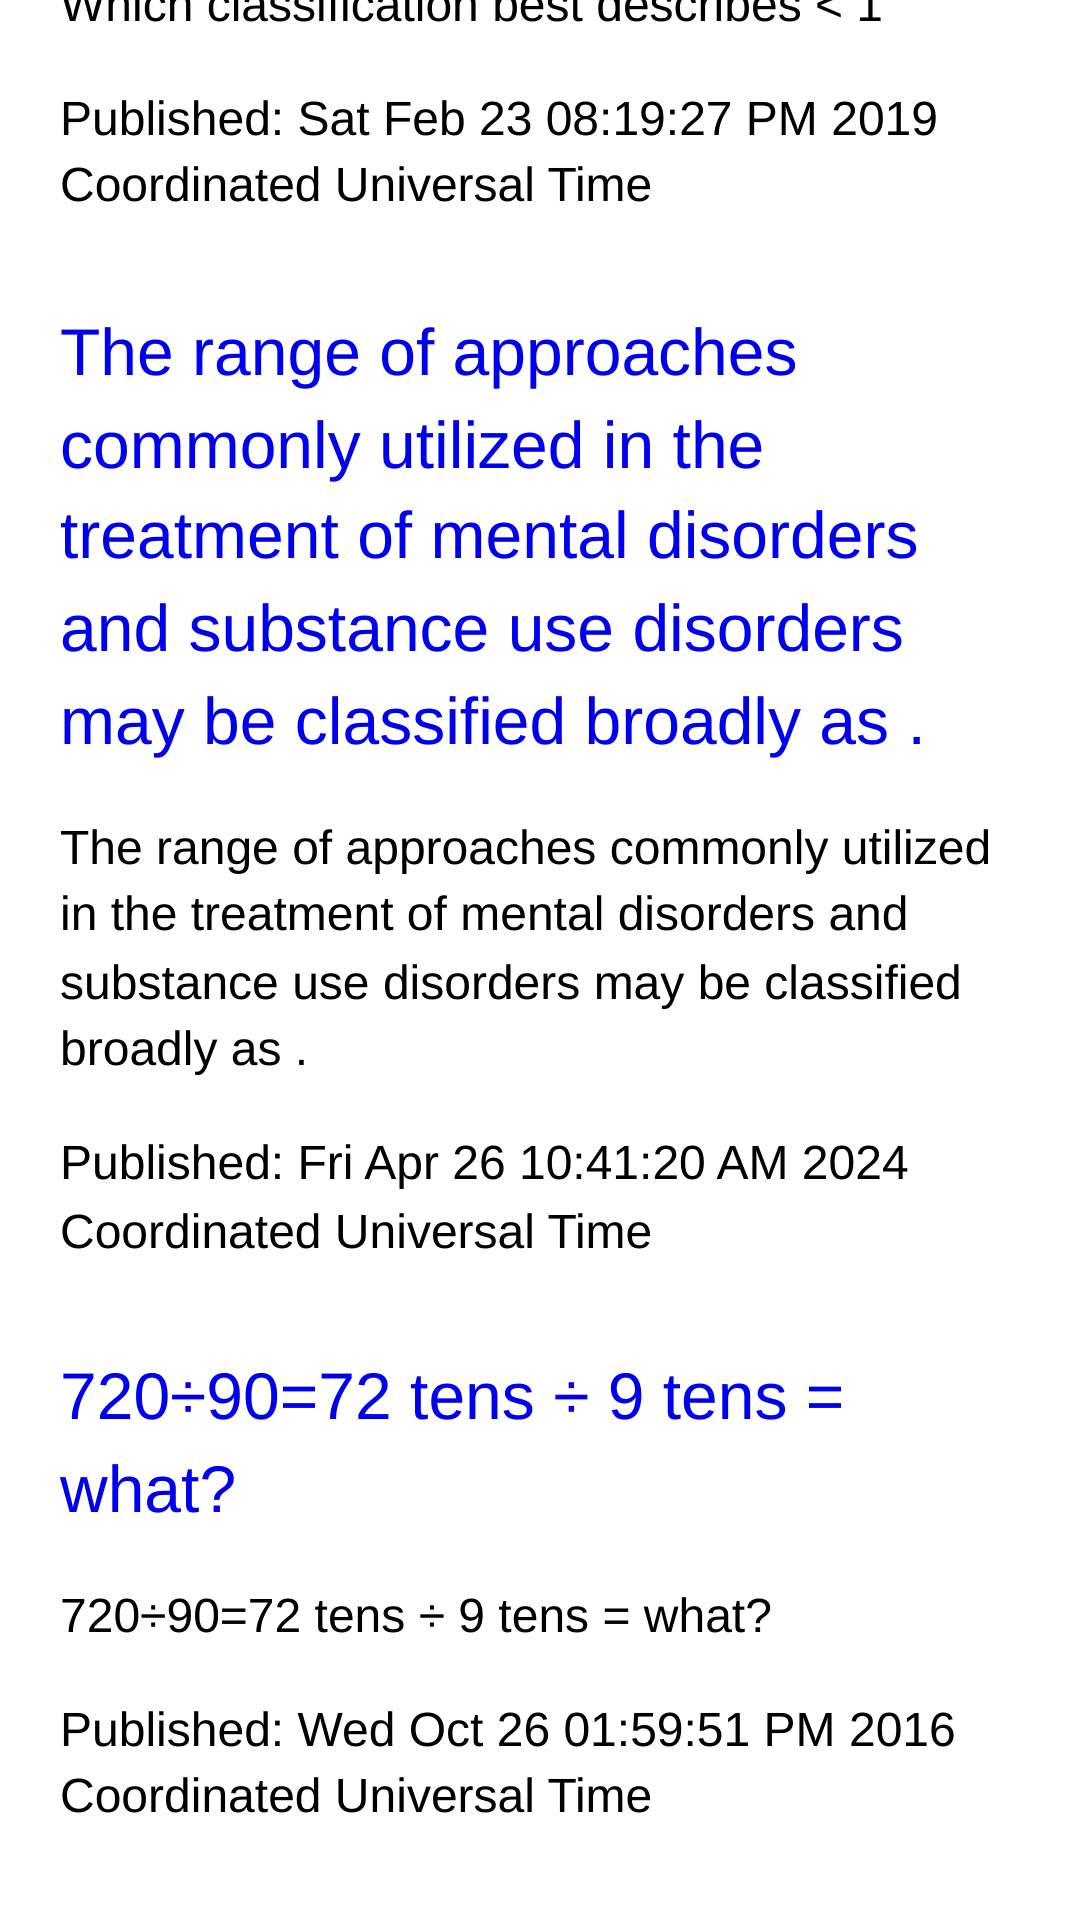 Which classification best describes < 1
Published: Sat Feb 23 08:19:27 PM 2019
Coordinated Universal Time
The range of approaches
commonly utilized in the
treatment of mental disorders
and substance use disorders
may be classified broadly as .
The range of approaches commonly utilized
in the treatment of mental disorders and
substance use disorders may be classified
broadly as .
Published: Fri Apr 26 10:41:20 AM 2024
Coordinated Universal Time
720÷90=72 tens ÷ 9 tens =
what?
720÷90=72 tens ÷ 9 tens = what?
Published: Wed Oct 26 01:59:51 PM 2016
Coordinated Universal Time